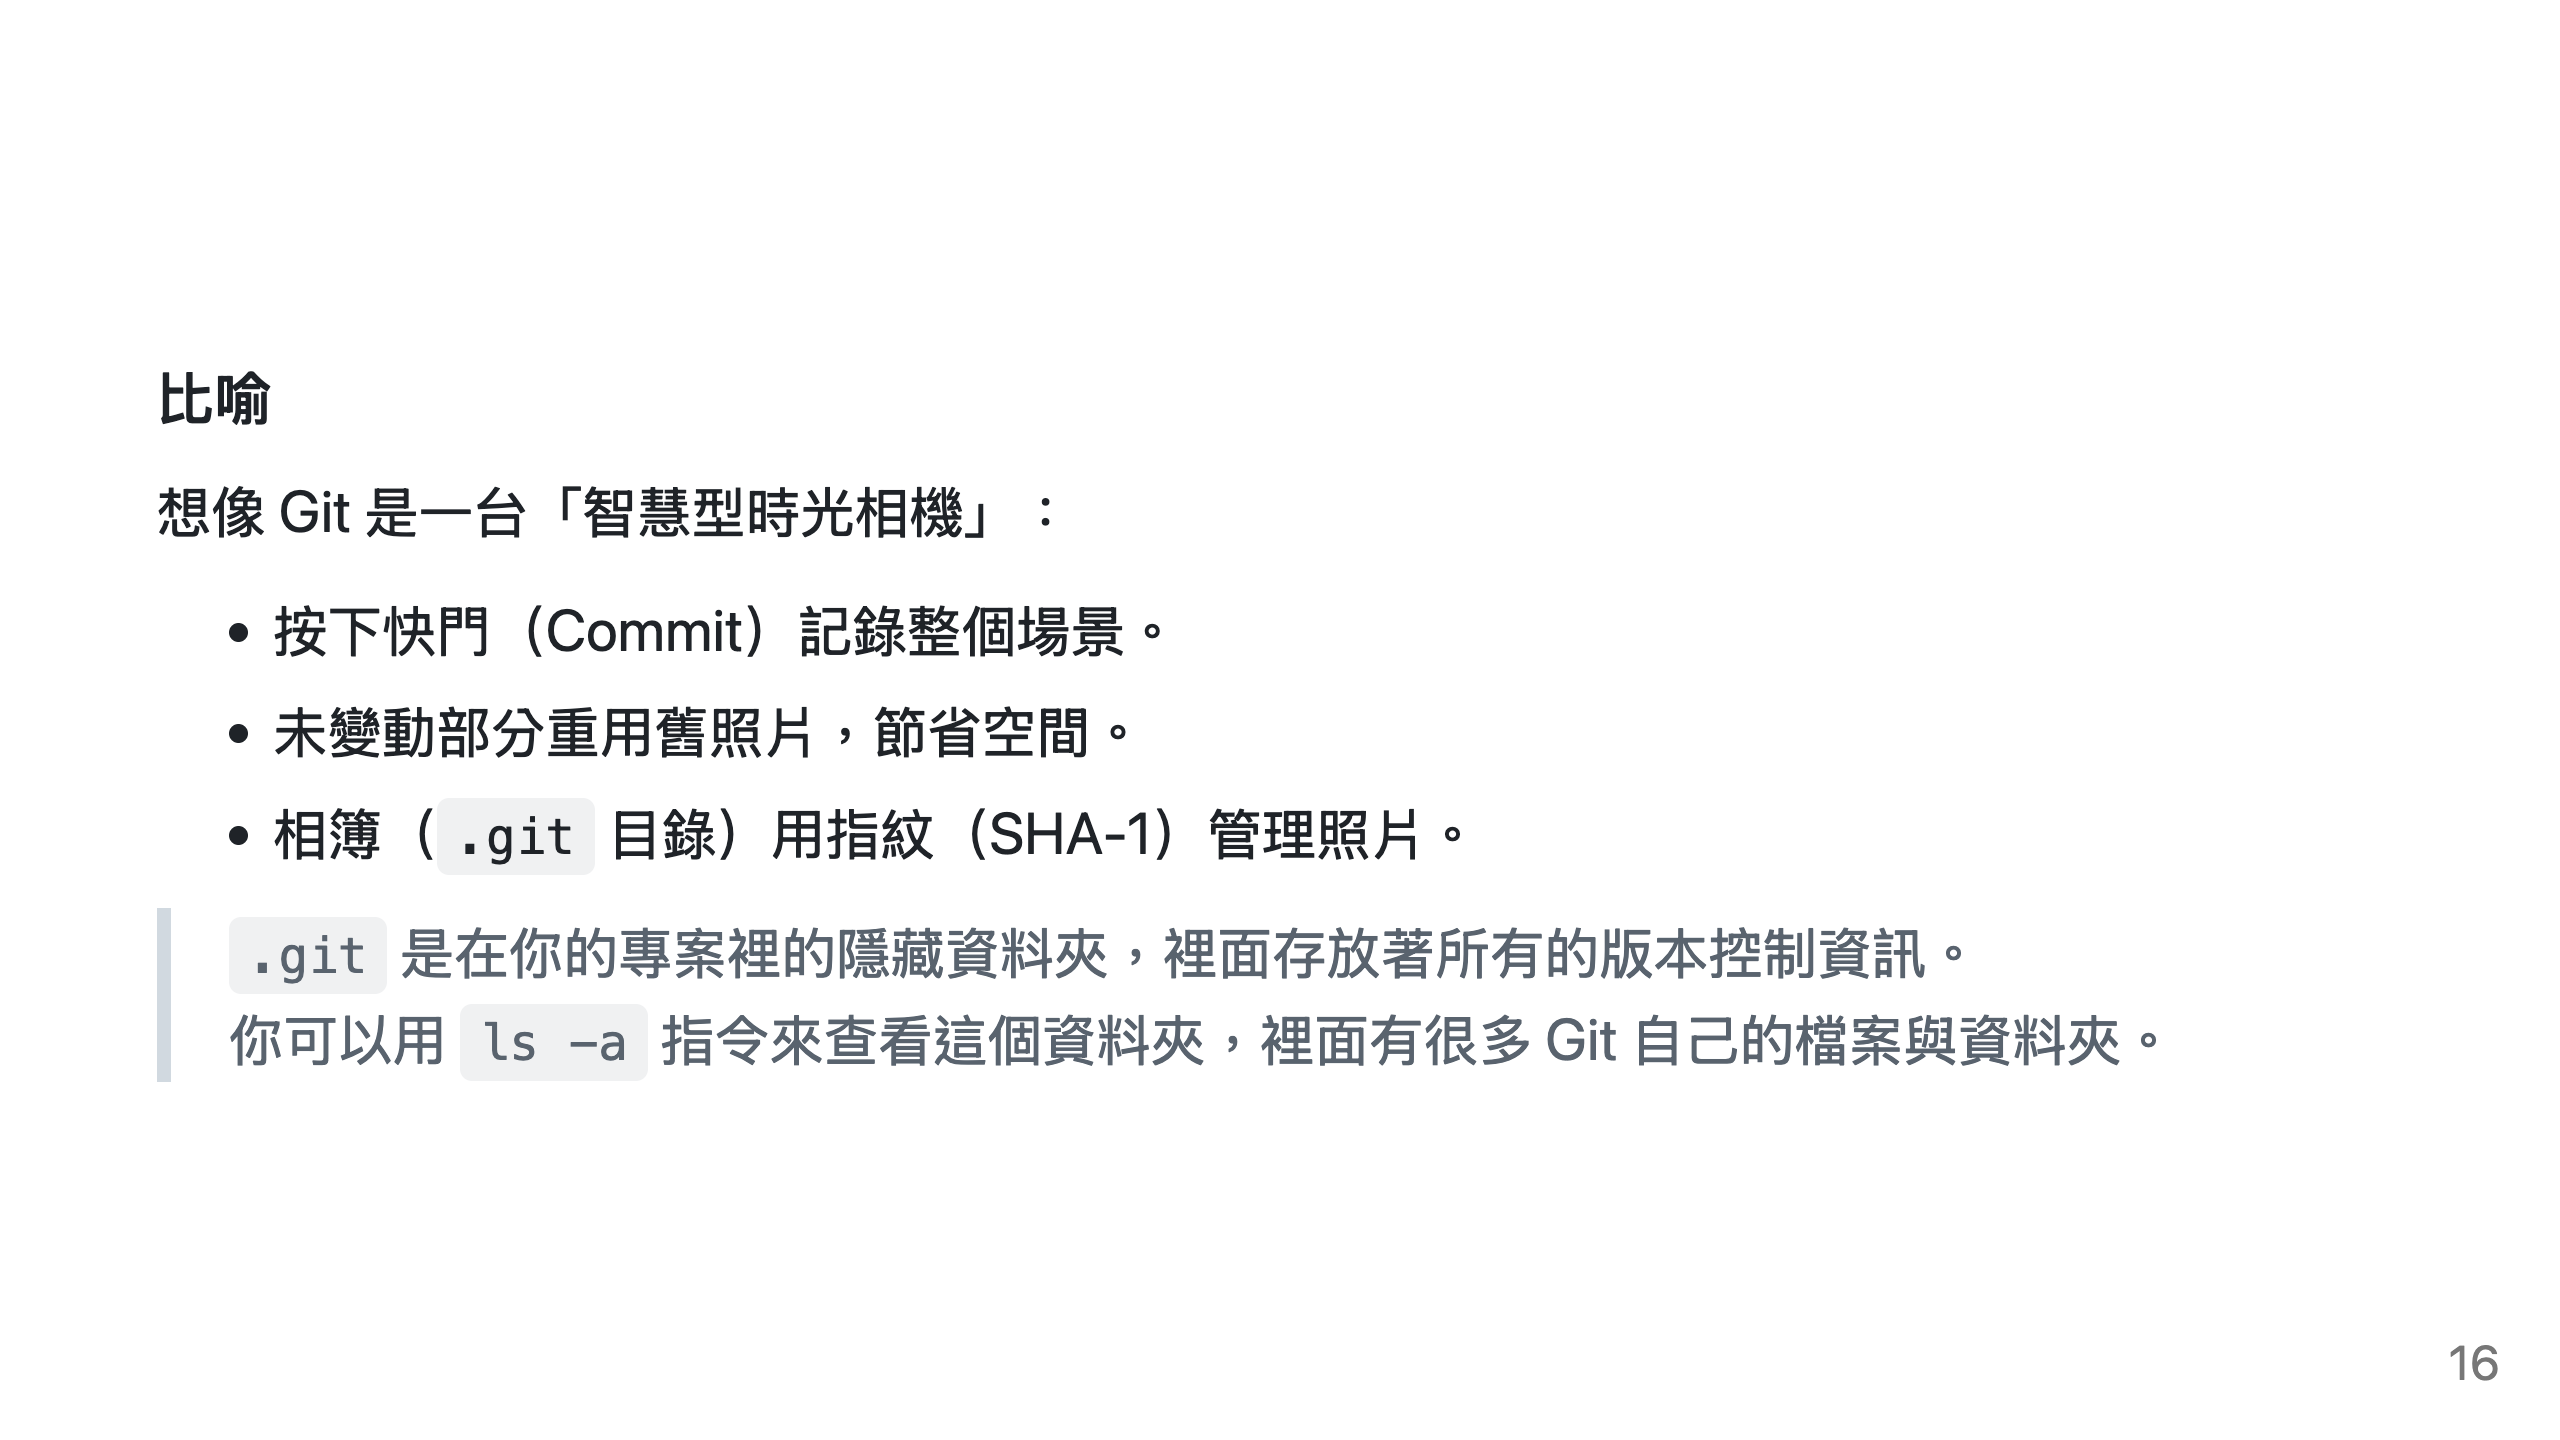 比喻
想像 Git 是一台「智慧型時光相機」：
• 按下快門（Commit）記錄整個場景。
• 未變動部分重用舊照片，節省空間。
• 相簿（.git 目錄）用指紋（SHA-1）管理照片。
.git 是在你的專案裡的隱藏資料夾，裡面存放著所有的版本控制資訊。
你可以用 ls -a 指令來查看這個資料夾，裡面有很多 Git 自己的檔案與資料夾。
16